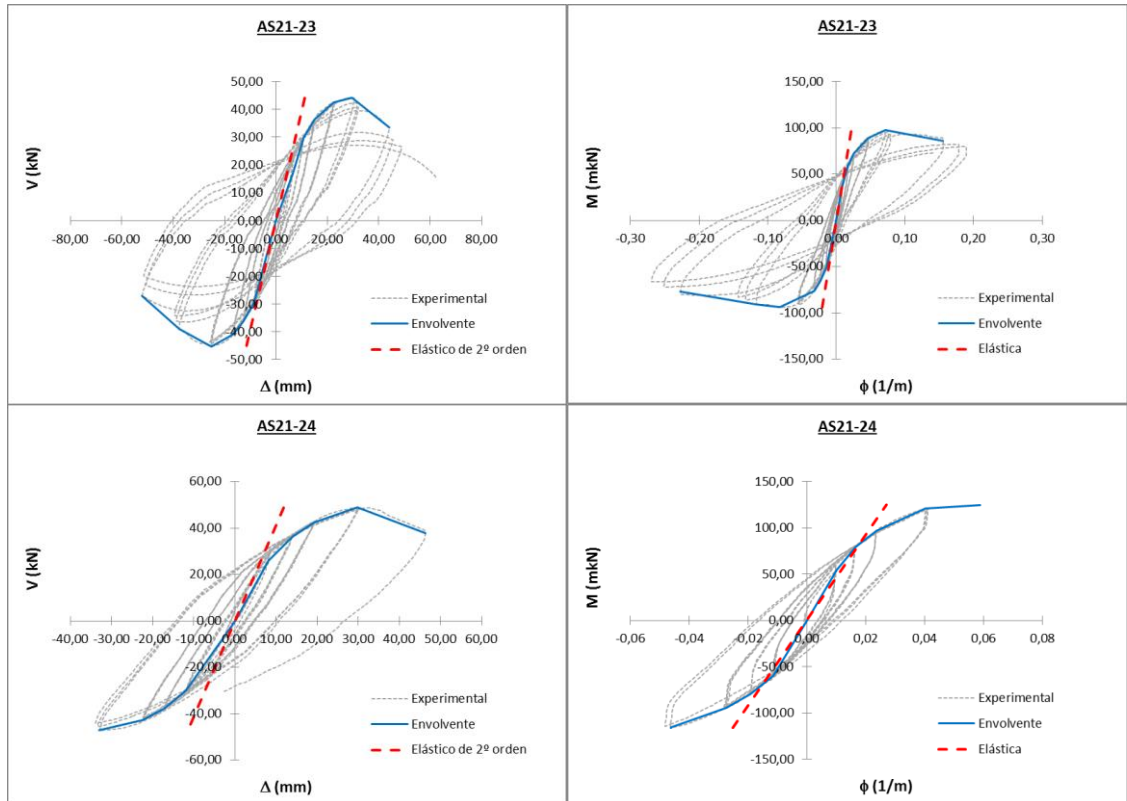 AS21-23
V (kN)
50,00
40,00
30,00
20,00
10,00
0,00
-10,00
-20,00
-30,00
-40,00
-50,00
-80,00 -60,00 -40,00 -20,00 0,00 20,00 40,00 60,00 80,00
Experimental
Envolvente
Elástico de 2º orden
Δ (mm)
AS21-23
M (mkN)
150,00
100,00
50,00
0,00
-50,00
-100,00
-150,00
-0,30 -0,20 -0,10 0,00 0,10 0,20 0,30
Experimental
Envolvente
Elástica
ϕ (1/m)
AS21-24
V (kN)
60,00
40,00
20,00
0,00
-20,00
-40,00
-60,00
-40,00 -30,00 -20,00 -10,00 0,00 10,00 20,00 30,00 40,00 50,00 60,00
Experimental
Envolvente
Elástico de 2º orden
Δ (mm)
AS21-24
M (mkN)
150,00
100,00
50,00
0,00
-50,00
-100,00
-150,00
-0,06 -0,04 -0,02 0,00 0,02 0,04 0,06 0,08
Experimental
Envolvente
Elástica
ϕ (1/m)